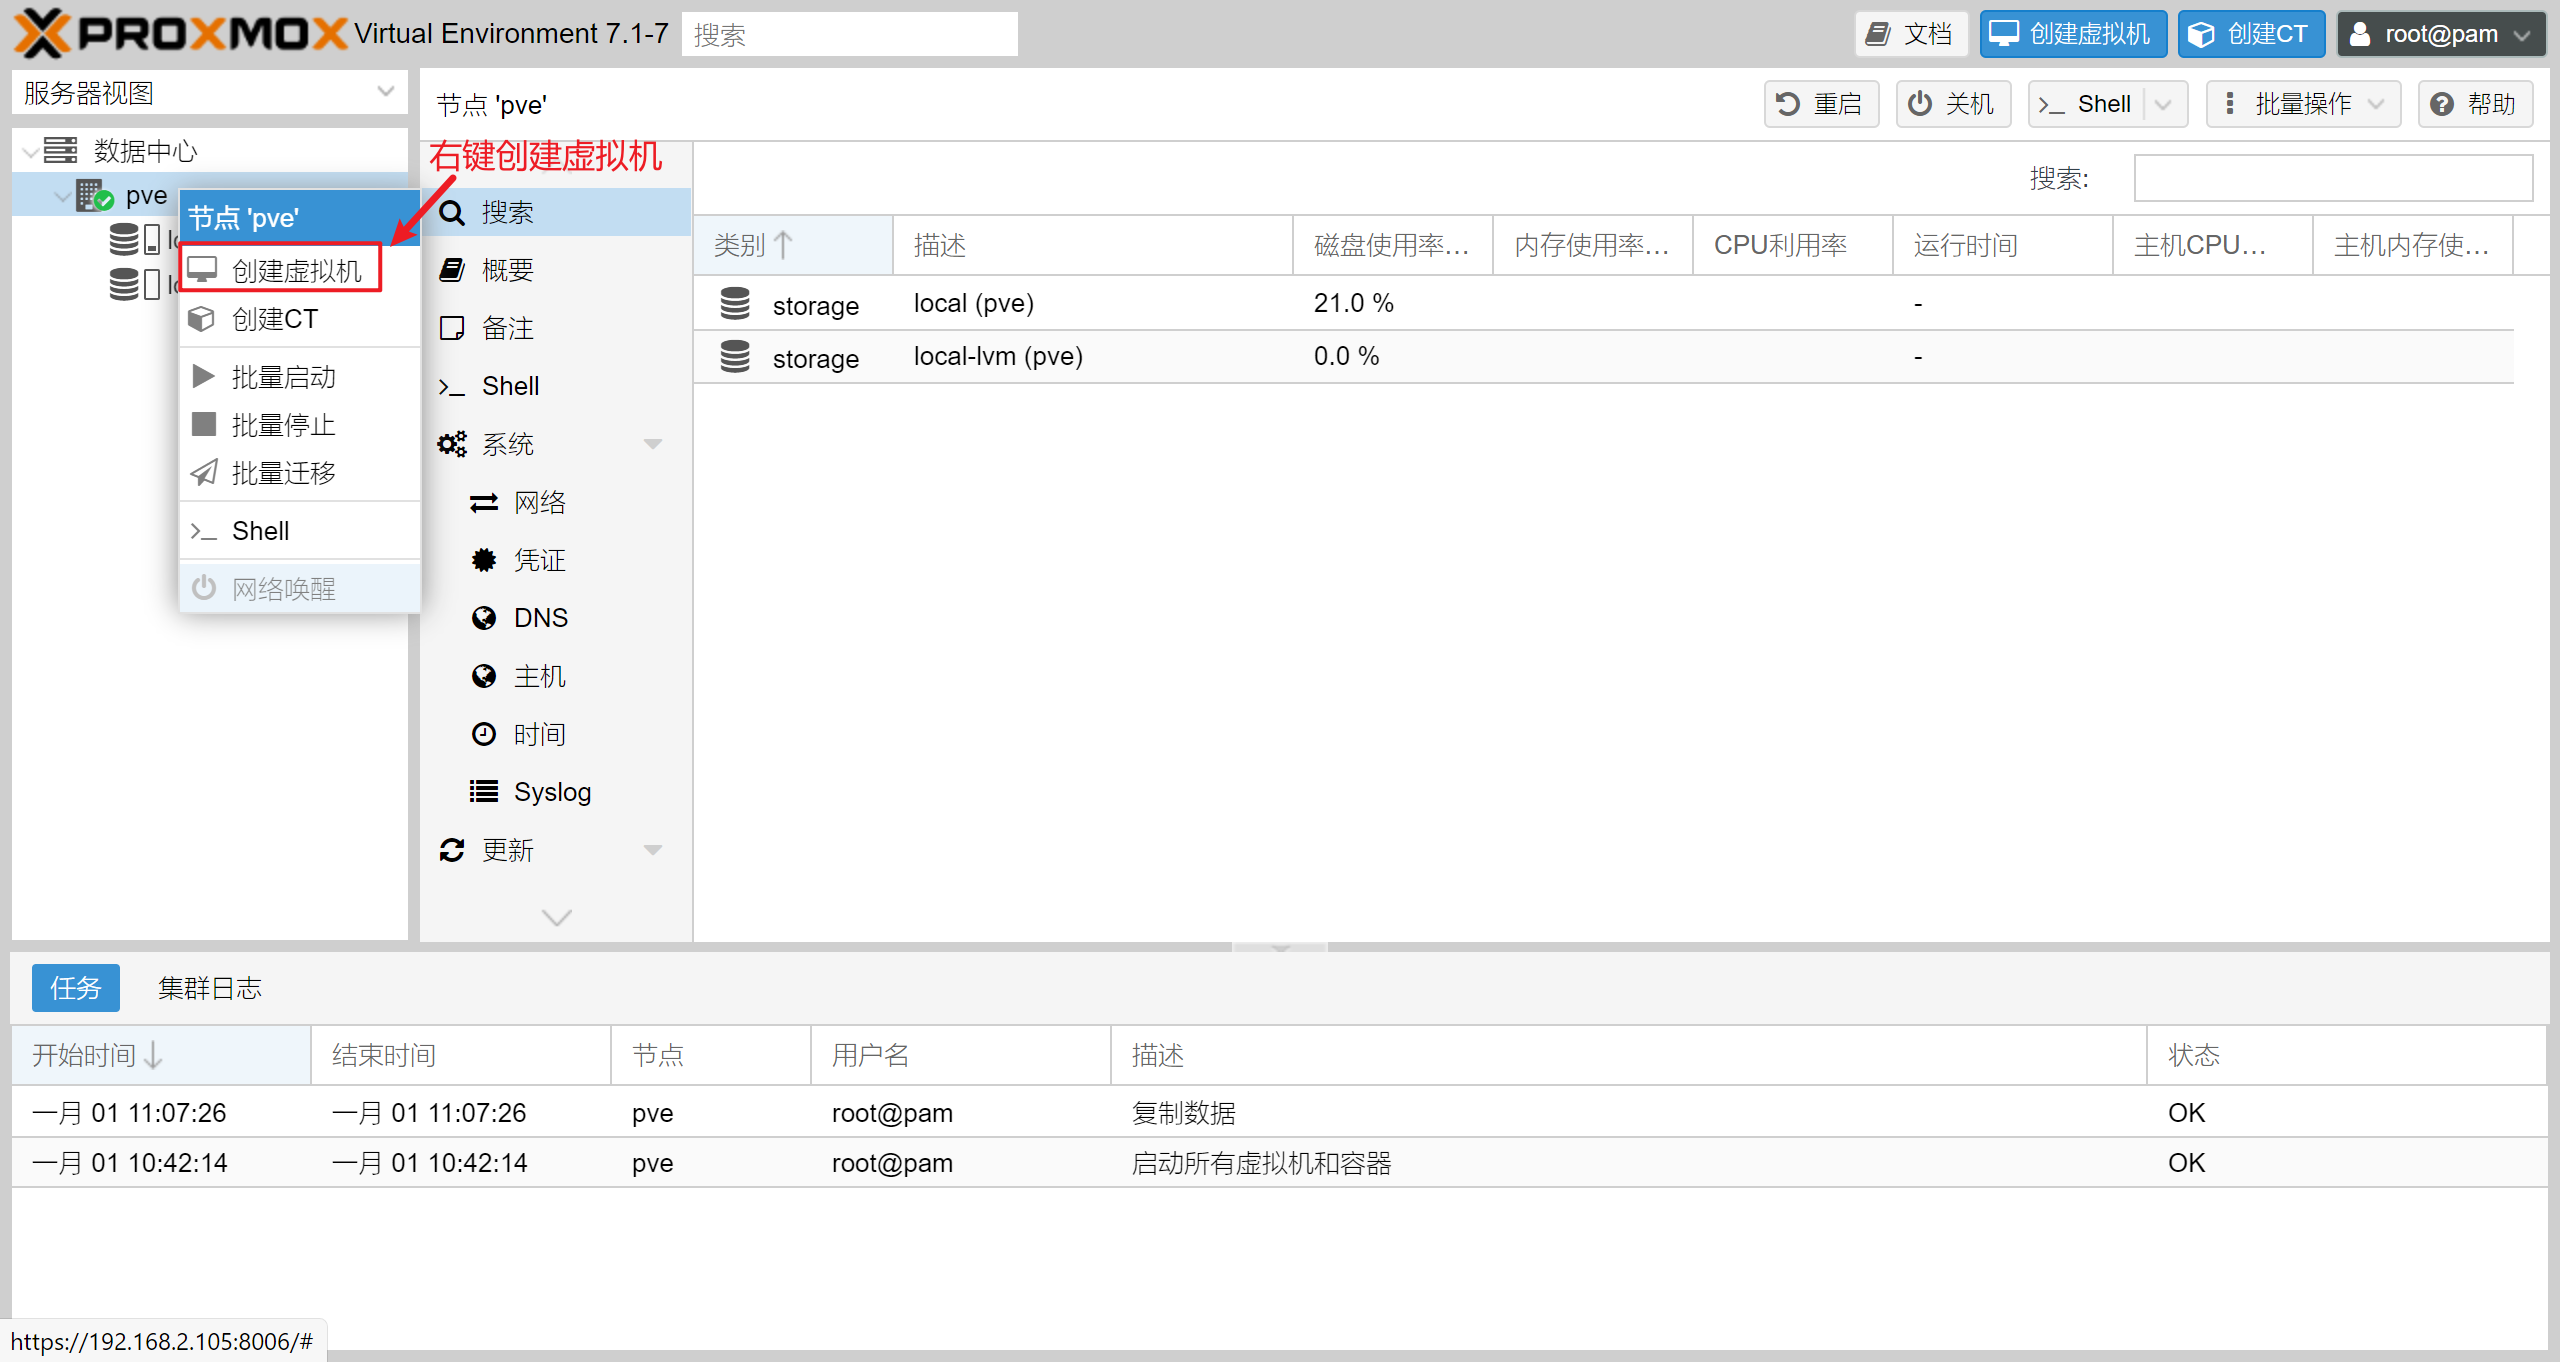 PROXMOX Virtual Environment 7.1-7 搜索 文档 创建虚拟机 创建CT root@pam
服务器视图
节点 'pve' 重启 关机 Shell 批量操作 帮助
数据中心
pve
右键创建虚拟机
节点 'pve'
创建虚拟机
创建CT
批量启动
批量停止
批量迁移
Shell
网络唤醒
搜索
概要
备注
Shell
系统
网络
凭证
DNS
主机
时间
Syslog
更新
搜索:
类别 描述 磁盘使用率... 内存使用率... CPU利用率 运行时间 主机CPU... 主机内存使...
storage local (pve) 21.0 % -
storage local-lvm (pve) 0.0 % -
任务 集群日志
开始时间 结束时间 节点 用户名 描述 状态
一月 01 11:07:26 一月 01 11:07:26 pve root@pam 复制数据 OK
一月 01 10:42:14 一月 01 10:42:14 pve root@pam 启动所有虚拟机和容器 OK
https://192.168.2.105:8006/#